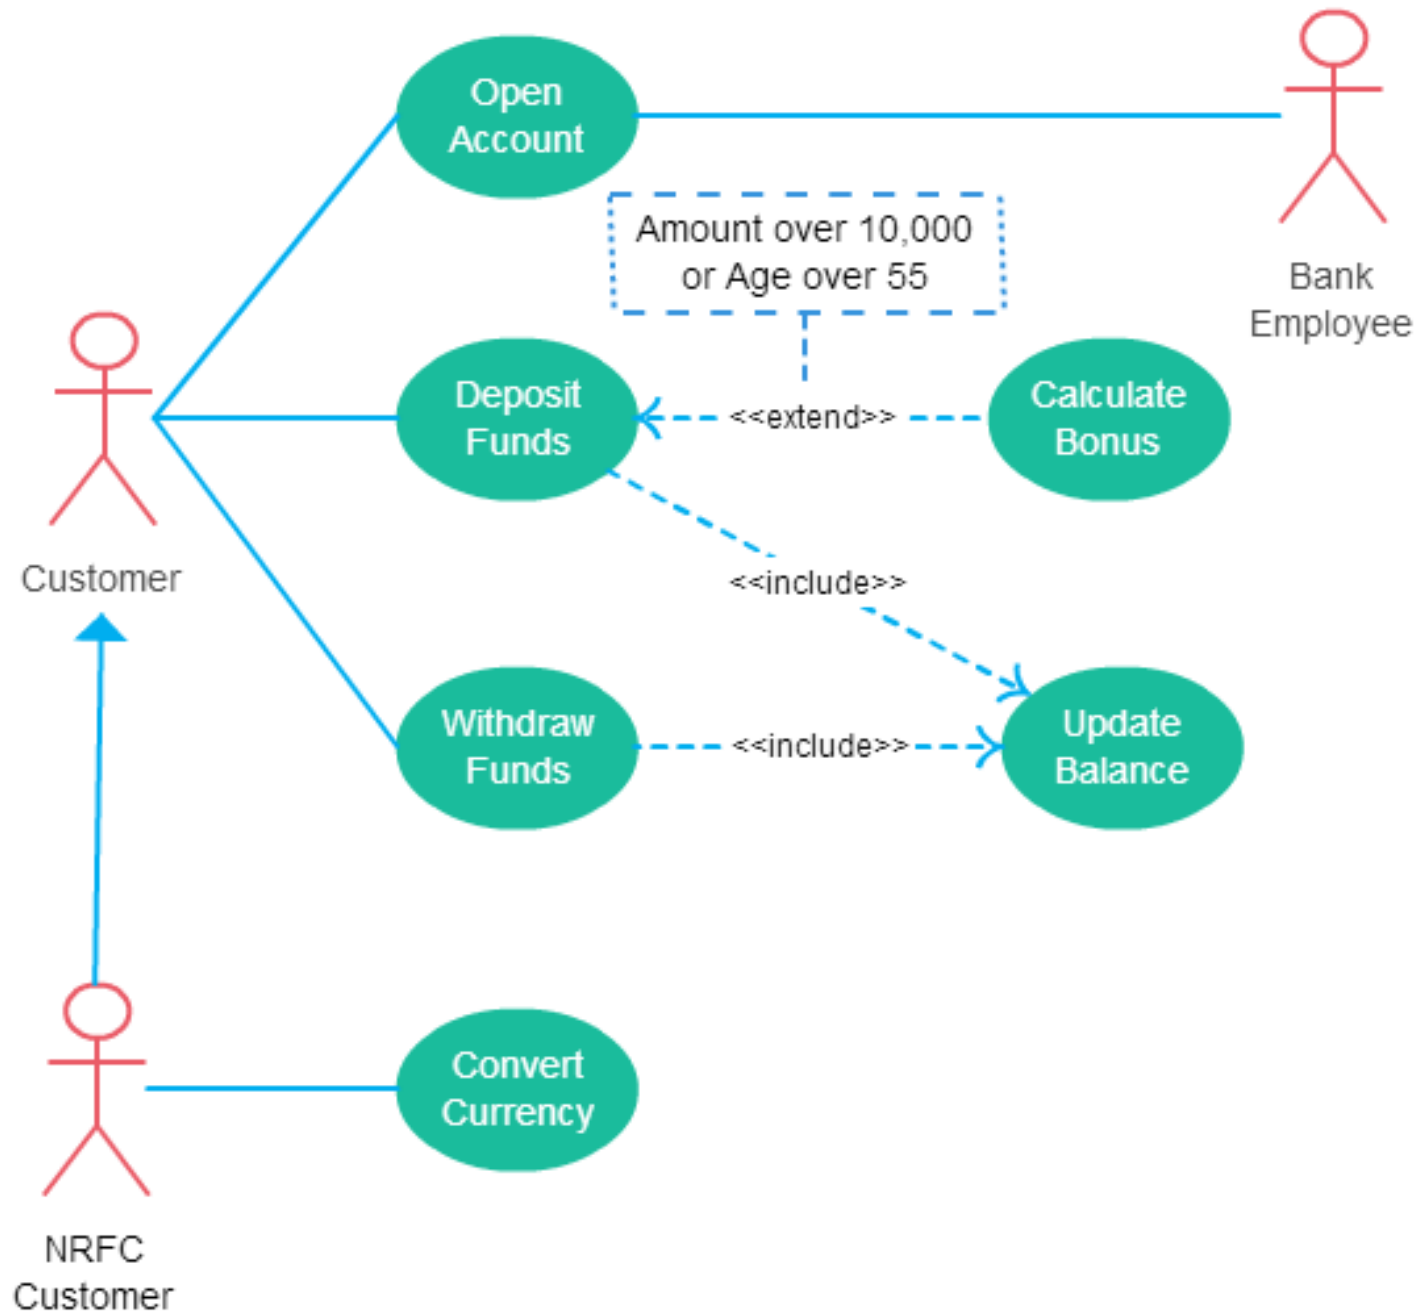 Open
Account
Amount over 10,000
or Age over 55
Bank
Employee
Deposit
Funds
<<extend>>
Calculate
Bonus
Customer
<<include>>
Withdraw
Funds
<<include>>
Update
Balance
Convert
Currency
NRFC
Customer